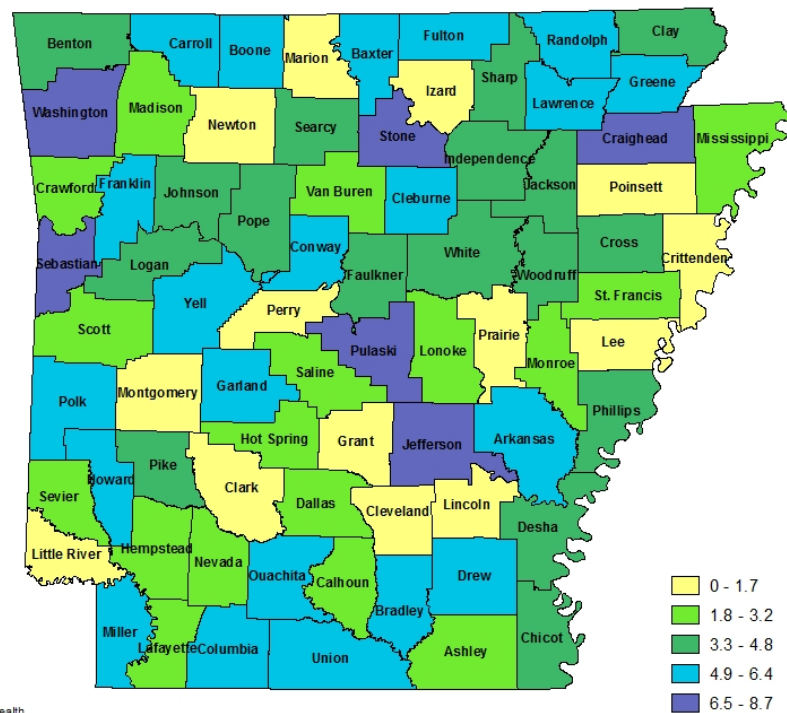 Benton
Carroll
Boone
Marion
Baxter
Fulton
Randolph
Clay
Sharp
Izard
Greene
Lawrence
Washington
Madison
Newton
Searcy
Stone
Craighead
Mississippi
Independence
Jackson
Poinsett
Crawford
Franklin
Johnson
Pope
Van Buren
Cleburne
Sebastian
Logan
Conway
Faulkner
White
Woodruff
Cross
Crittenden
St. Francis
Yell
Perry
Scott
Pulaski
Lonoke
Prairie
Monroe
Lee
Polk
Montgomery
Garland
Saline
Phillips
Hot Spring
Grant
Jefferson
Arkansas
Howard
Pike
Clark
Sevier
Dallas
Cleveland
Lincoln
Desha
Little River
Hempstead
Nevada
Ouachita
Calhoun
Drew
Bradley
Miller
Lafayette
Columbia
Union
Ashley
Chicot
0 - 1.7
1.8 - 3.2
3.3 - 4.8
4.9 - 6.4
6.5 - 8.7